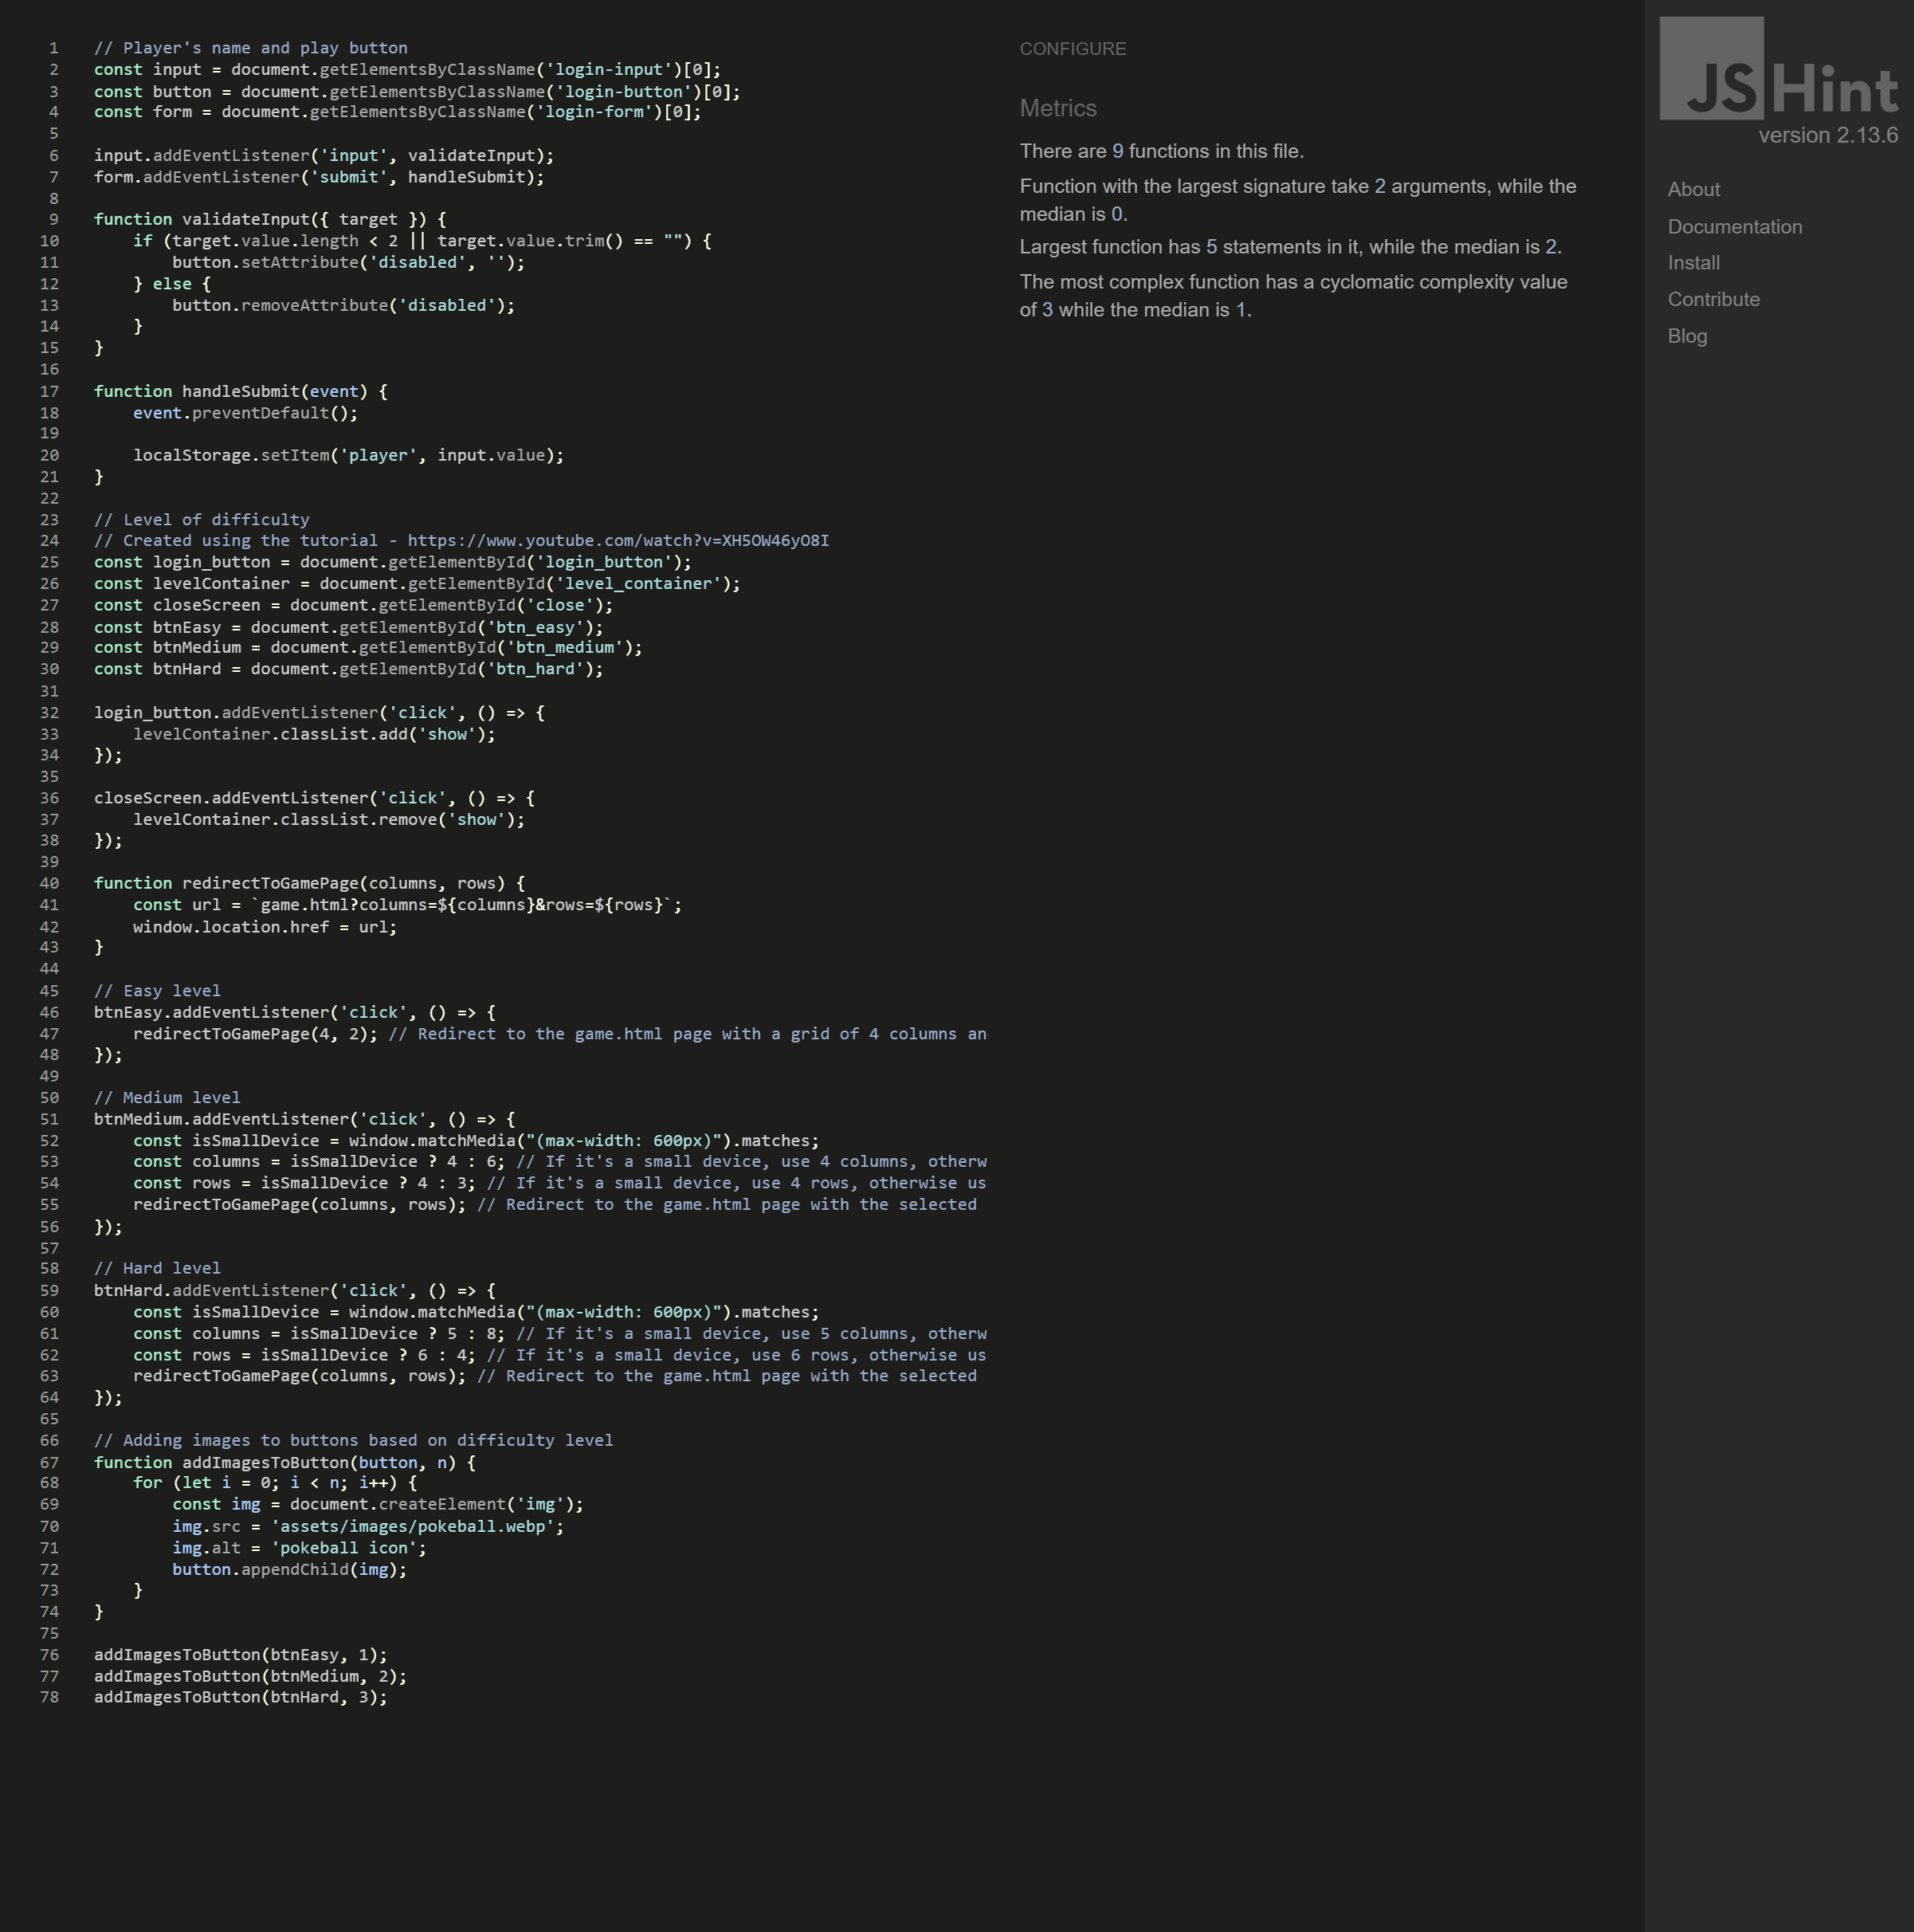 1 // Player's name and play button
2 const input = document.getElementsByClassName('login-input')[0];
3 const button = document.getElementsByClassName('login-button')[0];
4 const form = document.getElementsByClassName('login-form')[0];
5
6 input.addEventListener('input', validateInput);
7 form.addEventListener('submit', handleSubmit);
8
9 function validateInput({ target }) {
10     if (target.value.length < 2 || target.value.trim() == "") {
11         button.setAttribute('disabled', '');
12     } else {
13         button.removeAttribute('disabled');
14     }
15 }
16
17 function handleSubmit(event) {
18     event.preventDefault();
19
20     localStorage.setItem('player', input.value);
21 }
22
23 // Level of difficulty
24 // Created using the tutorial - https://www.youtube.com/watch?v=XH5OW46yO8I
25 const login_button = document.getElementById('login_button');
26 const levelContainer = document.getElementById('level_container');
27 const closeScreen = document.getElementById('close');
28 const btnEasy = document.getElementById('btn_easy');
29 const btnMedium = document.getElementById('btn_medium');
30 const btnHard = document.getElementById('btn_hard');
31
32 login_button.addEventListener('click', () => {
33     levelContainer.classList.add('show');
34 });
35
36 closeScreen.addEventListener('click', () => {
37     levelContainer.classList.remove('show');
38 });
39
40 function redirectToGamePage(columns, rows) {
41     const url = `game.html?columns=${columns}&rows=${rows}`;
42     window.location.href = url;
43 }
44
45 // Easy level
46 btnEasy.addEventListener('click', () => {
47     redirectToGamePage(4, 2); // Redirect to the game.html page with a grid of 4 columns an
48 });
49
50 // Medium level
51 btnMedium.addEventListener('click', () => {
52     const isSmallDevice = window.matchMedia("(max-width: 600px)").matches;
53     const columns = isSmallDevice ? 4 : 6; // If it's a small device, use 4 columns, otherw
54     const rows = isSmallDevice ? 4 : 3; // If it's a small device, use 4 rows, otherwise us
55     redirectToGamePage(columns, rows); // Redirect to the game.html page with the selected
56 });
57
58 // Hard level
59 btnHard.addEventListener('click', () => {
60     const isSmallDevice = window.matchMedia("(max-width: 600px)").matches;
61     const columns = isSmallDevice ? 5 : 8; // If it's a small device, use 5 columns, otherw
62     const rows = isSmallDevice ? 6 : 4; // If it's a small device, use 6 rows, otherwise us
63     redirectToGamePage(columns, rows); // Redirect to the game.html page with the selected
64 });
65
66 // Adding images to buttons based on difficulty level
67 function addImagesToButton(button, n) {
68     for (let i = 0; i < n; i++) {
69         const img = document.createElement('img');
70         img.src = 'assets/images/pokeball.webp';
71         img.alt = 'pokeball icon';
72         button.appendChild(img);
73     }
74 }
75
76 addImagesToButton(btnEasy, 1);
77 addImagesToButton(btnMedium, 2);
78 addImagesToButton(btnHard, 3);
CONFIGURE
Metrics
There are 9 functions in this file.
Function with the largest signature take 2 arguments, while the
median is 0.
Largest function has 5 statements in it, while the median is 2.
The most complex function has a cyclomatic complexity value
of 3 while the median is 1.
JSHint
version 2.13.6
About
Documentation
Install
Contribute
Blog